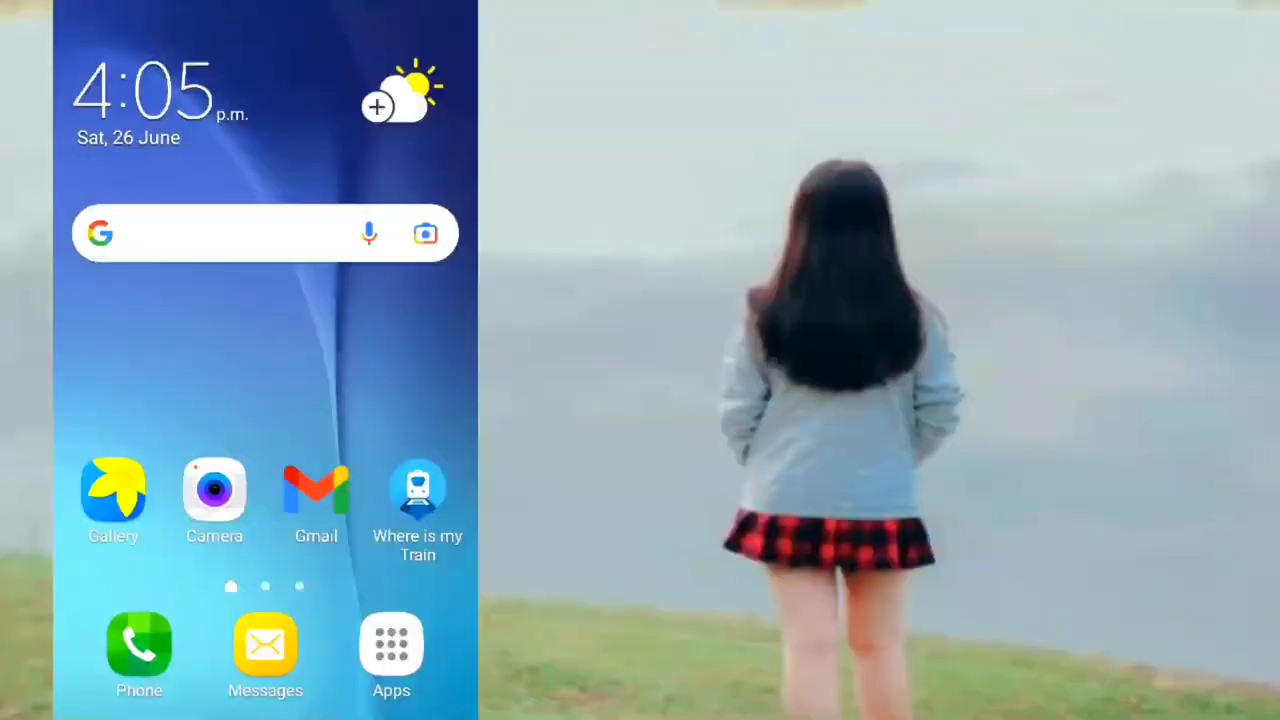 4:05 p.m.
Sat, 26 June
Gallery
Camera
Gmail
Where is my
Train
Phone
Messages
Apps